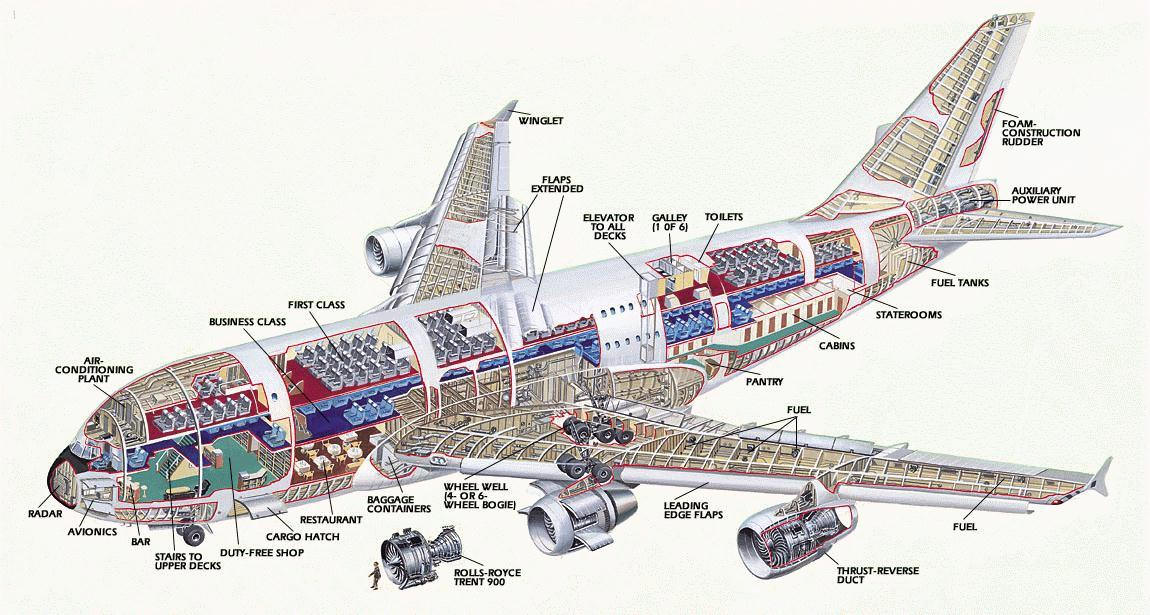 WINGLET
FOAM-
CONSTRUCTION
RUDDER
FLAPS
EXTENDED
AUXILIARY
POWER UNIT
ELEVATOR
TO ALL
DECKS
GALLEY
(1 OF 6)
TOILETS
FUEL TANKS
FIRST CLASS
STATEROOMS
BUSINESS CLASS
CABINS
AIR-
CONDITIONING
PLANT
PANTRY
FUEL
WHEEL WELL
(4- OR 6-
WHEEL BOGIE)
BAGGAGE
CONTAINERS
LEADING
EDGE FLAPS
RADAR
RESTAURANT
FUEL
AVIONICS
CARGO HATCH
BAR
DUTY-FREE SHOP
STAIRS TO
UPPER DECKS
ROLLS-ROYCE
TRENT 900
THRUST-REVERSE
DUCT